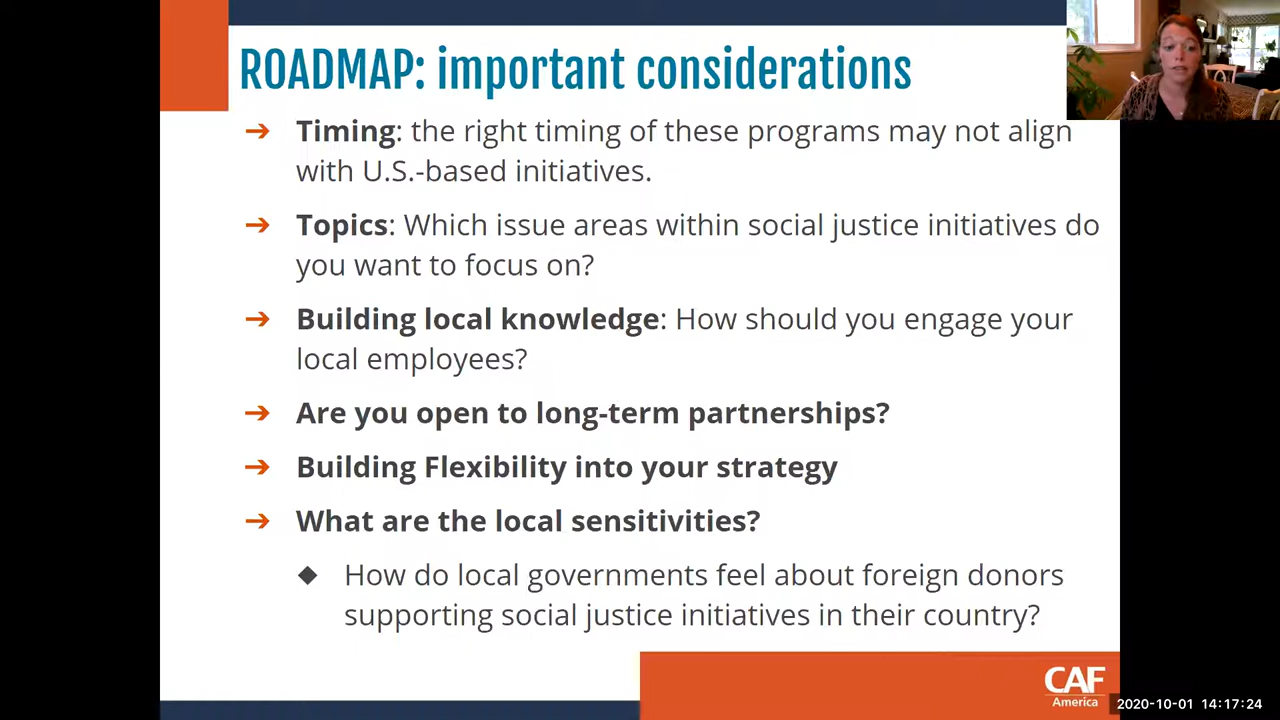 ROADMAP: important considerations
➔ Timing: the right timing of these programs may not align
with U.S.-based initiatives.
➔ Topics: Which issue areas within social justice initiatives do
you want to focus on?
➔ Building local knowledge: How should you engage your
local employees?
➔ Are you open to long-term partnerships?
➔ Building Flexibility into your strategy
➔ What are the local sensitivities?
◆ How do local governments feel about foreign donors
supporting social justice initiatives in their country?
CAF
America
2020-10-01 14:17:24